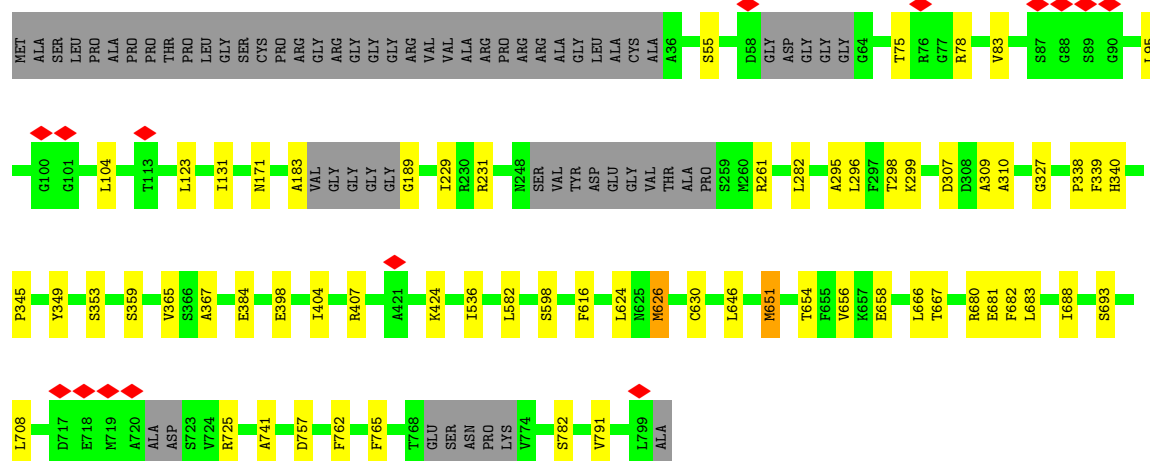 MET ALA SER LEU PRO ALA PRO PRO THR PRO LEU GLY SER CYS PRO ARG GLY ARG GLY GLY GLY ARG VAL VAL ALA ARG PRO ARG ARG ALA GLY LEU ALA CYS ALA A36 S55 D58 GLY ASP GLY GLY GLY G64 T75 R76 G77 R78 V83 S87 G88 S89 G90 L95
G100 G101 L104 T113 L123 I131 N171 A183 VAL GLY GLY GLY GLY G189 I229 R230 R231 N248 SER VAL TYR ASP GLU GLY VAL THR ALA PRO S259 M260 R261 L282 A295 L296 F297 T298 K299 D307 D308 A309 A310 G327 P338 F339 H340
P345 Y349 S353 S359 V365 S366 A367 E384 E398 I404 R407 A421 K424 I536 L582 S598 F616 L624 N625 M626 C630 L646 M651 T654 F655 V656 K657 E658 L666 T667 R680 E681 F682 L683 I688 S693
L708 D717 E718 M719 A720 ALA ASP S723 V724 R725 A741 D757 F762 F765 T768 GLU SER ASN PRO LYS V774 S782 V791 L799 ALA